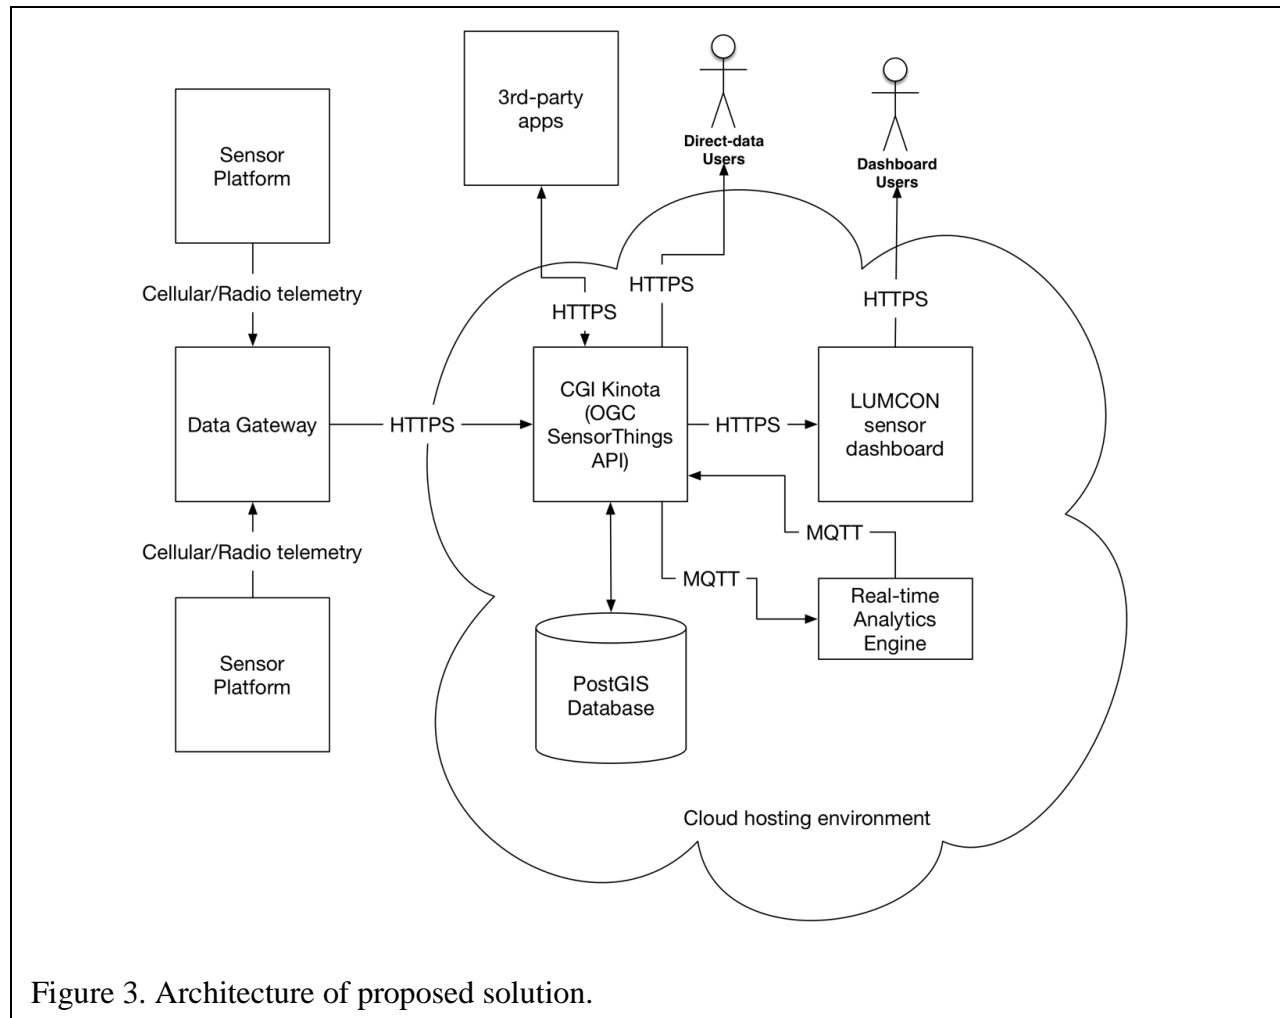 3rd-party
apps
Direct-data
Users
Dashboard
Users
Sensor
Platform
Cellular/Radio telemetry
HTTPS
HTTPS
HTTPS
Data Gateway
HTTPS
CGI Kinota
(OGC
SensorThings
API)
HTTPS
LUMCON
sensor
dashboard
Cellular/Radio telemetry
MQTT
MQTT
Real-time
Analytics
Engine
Sensor
Platform
PostGIS
Database
Cloud hosting environment
Figure 3. Architecture of proposed solution.